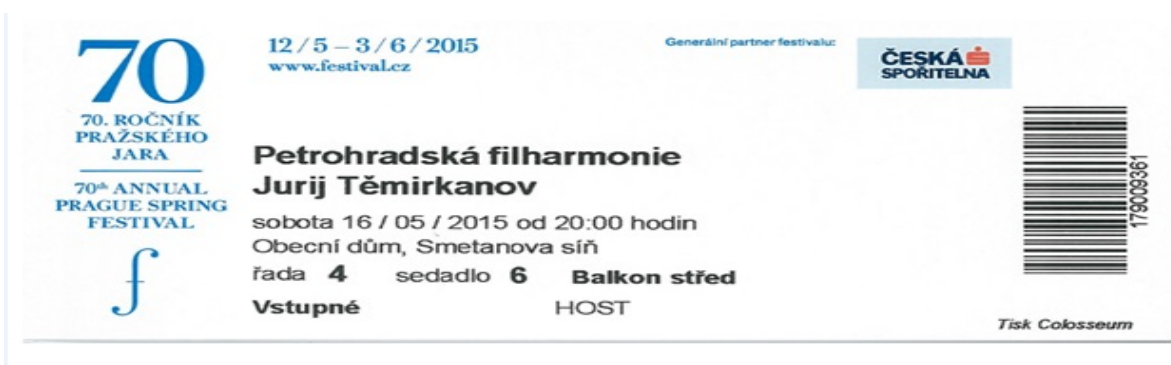 70
70. ROČNÍK
PRAŽSKÉHO
JARA
70th ANNUAL
PRAGUE SPRING
FESTIVAL
f
12 / 5 – 3 / 6 / 2015
www.festival.cz
Generální partner festivalu:
ČESKÁ
SPOŘITELNA
Petrohradská filharmonie
Jurij Těmirkanov
sobota 16 / 05 / 2015 od 20:00 hodin
Obecní dům, Smetanova síň
řada 4 sedadlo 6 Balkon střed
Vstupné HOST
179009361
Tisk Colosseum